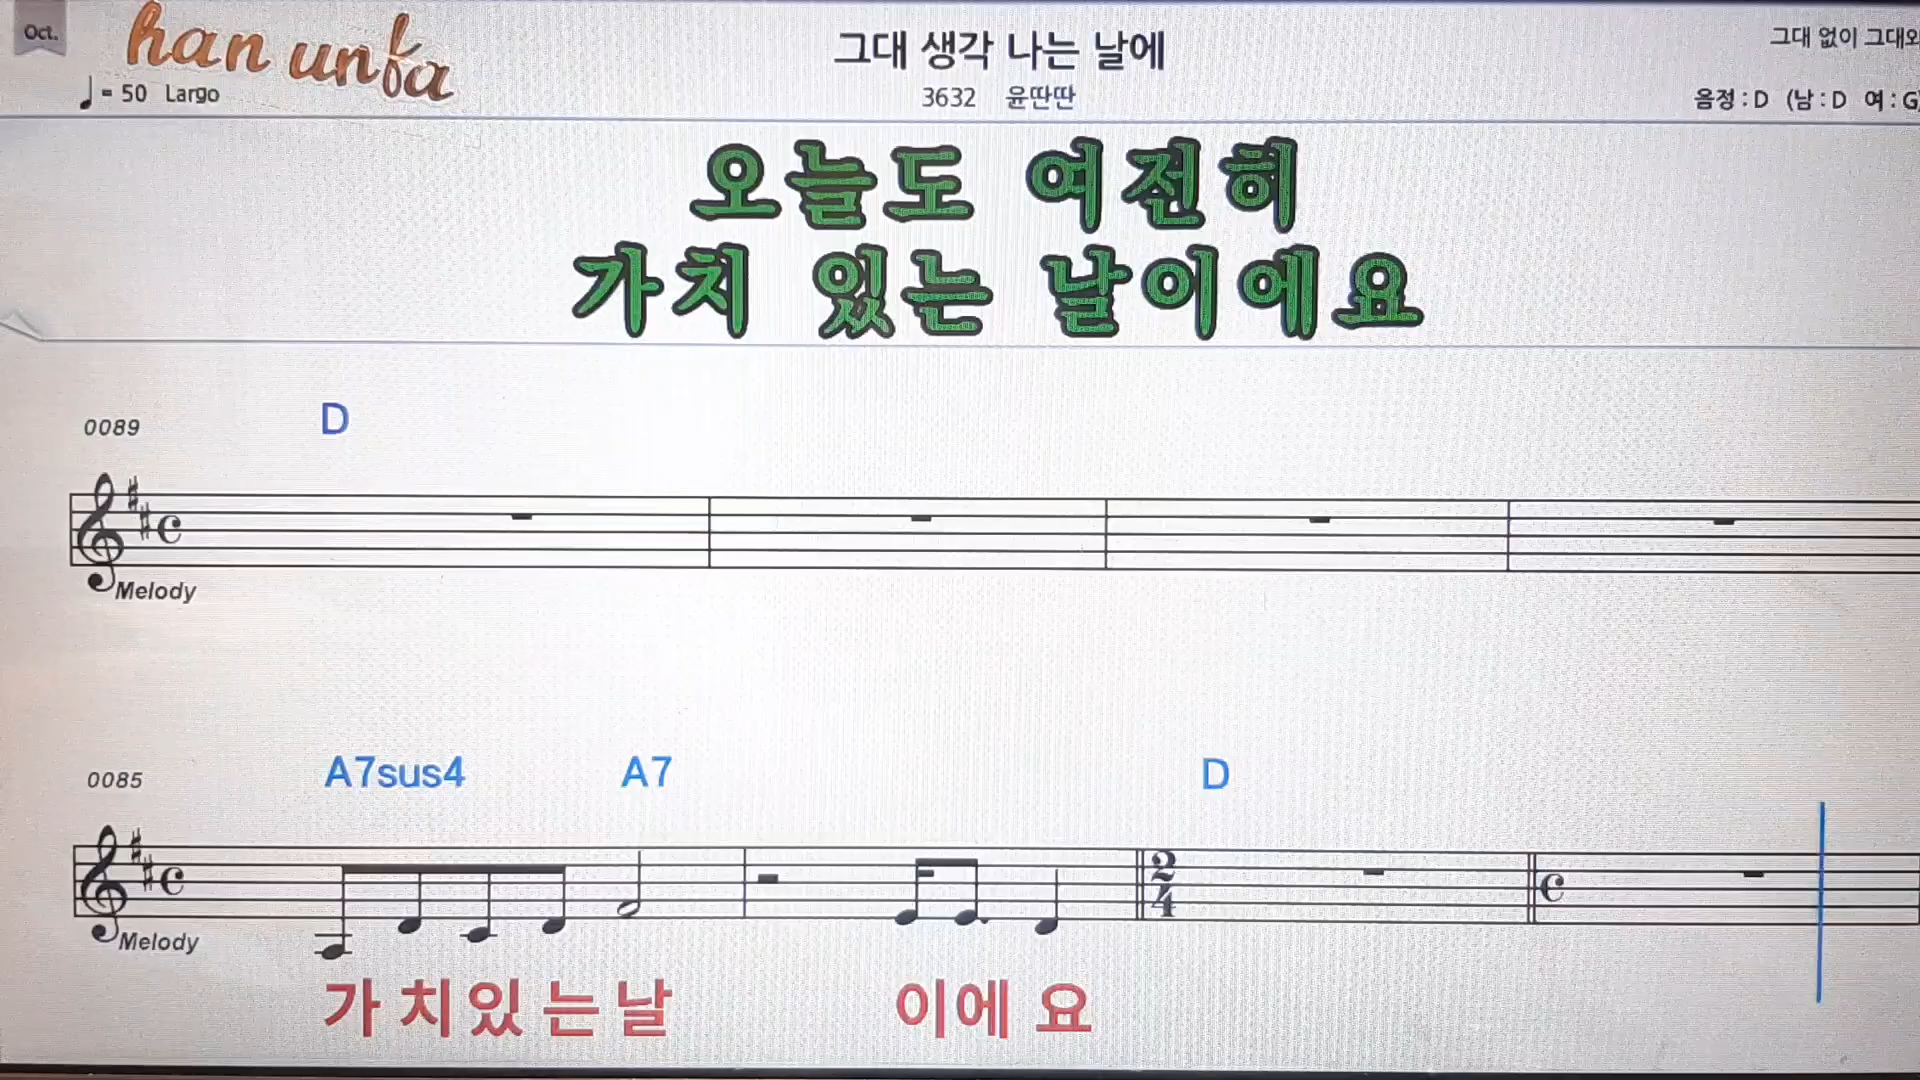 Oct.
han unfa
♩ = 50 Largo
그대 생각 나는 날에
3632 윤딴딴
그대 없이 그대와
음정 : D (남 : D 여 : G)
오늘도 여전히
가치 있는 날이에요
0089
D
Melody
0085
A7sus4 A7 D
Melody
가 치 있 는 날 이 에 요